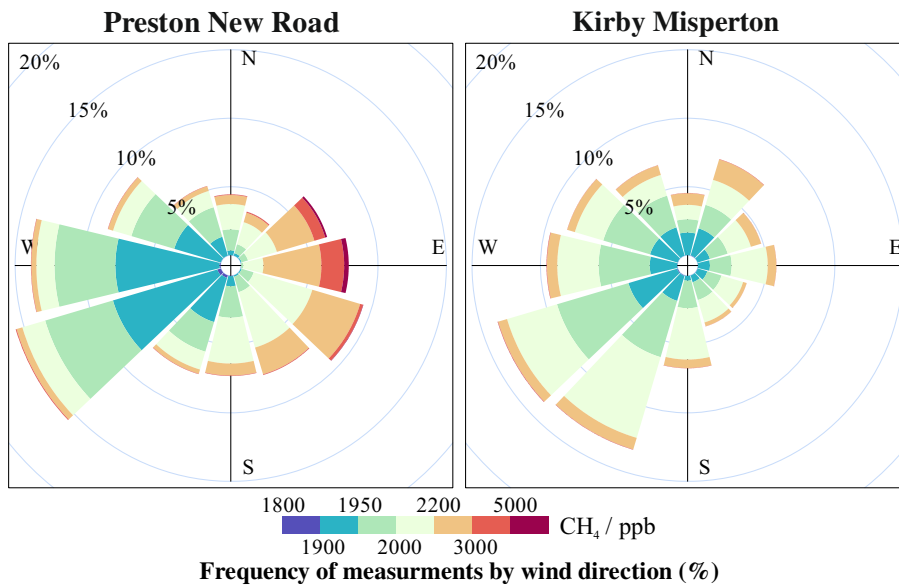 Preston New Road
Kirby Misperton
20%
15%
10%
5%
N
W
E
S
20%
15%
10%
5%
N
W
E
S
1800 1950 2200 5000
CH₄ / ppb
1900 2000 3000
Frequency of measurments by wind direction (%)